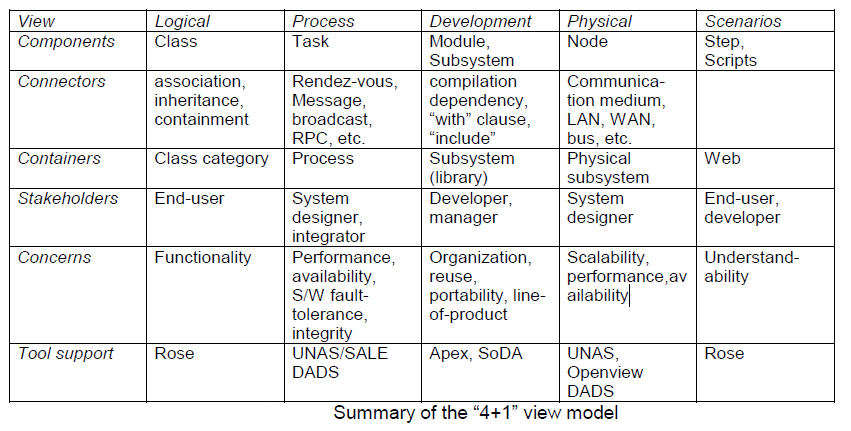 View Logical Process Development Physical Scenarios
Components Class Task Module, Node Step,
Subsystem Scripts
Connectors association, Rendez-vous, compilation Communica-
inheritance, Message, dependency, tion medium,
containment broadcast, “with” clause, LAN, WAN,
RPC, etc. “include” bus, etc.
Containers Class category Process Subsystem Physical Web
(library) subsystem
Stakeholders End-user System Developer, System End-user,
designer, manager designer developer
integrator
Concerns Functionality Performance, Organization, Scalability, Understand-
availability, reuse, performance,av ability
S/W fault- portability, line- ailability
tolerance, of-product
integrity
Tool support Rose UNAS/SALE Apex, SoDA UNAS, Rose
DADS Openview
DADS
Summary of the “4+1” view model